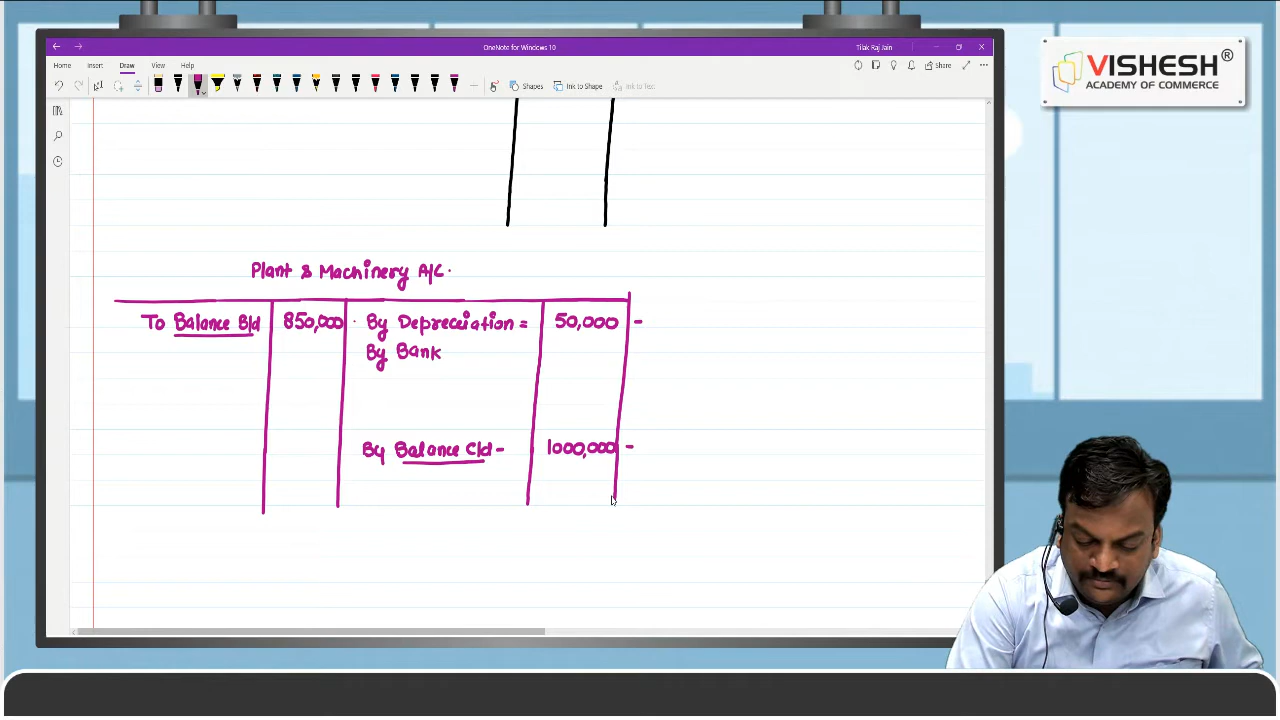 OneNote for Windows 10
Tilak Raj Jain
Home Insert Draw View Help
Share
Shapes Ink to Shape Ink to Text
VISHESH®
ACADEMY OF COMMERCE
Plant & Machinery A/C.
To Balance B/d 850,000 . By Depreceiation = 50,000 -
By Bank
By Balance C/d - 1000,000 -